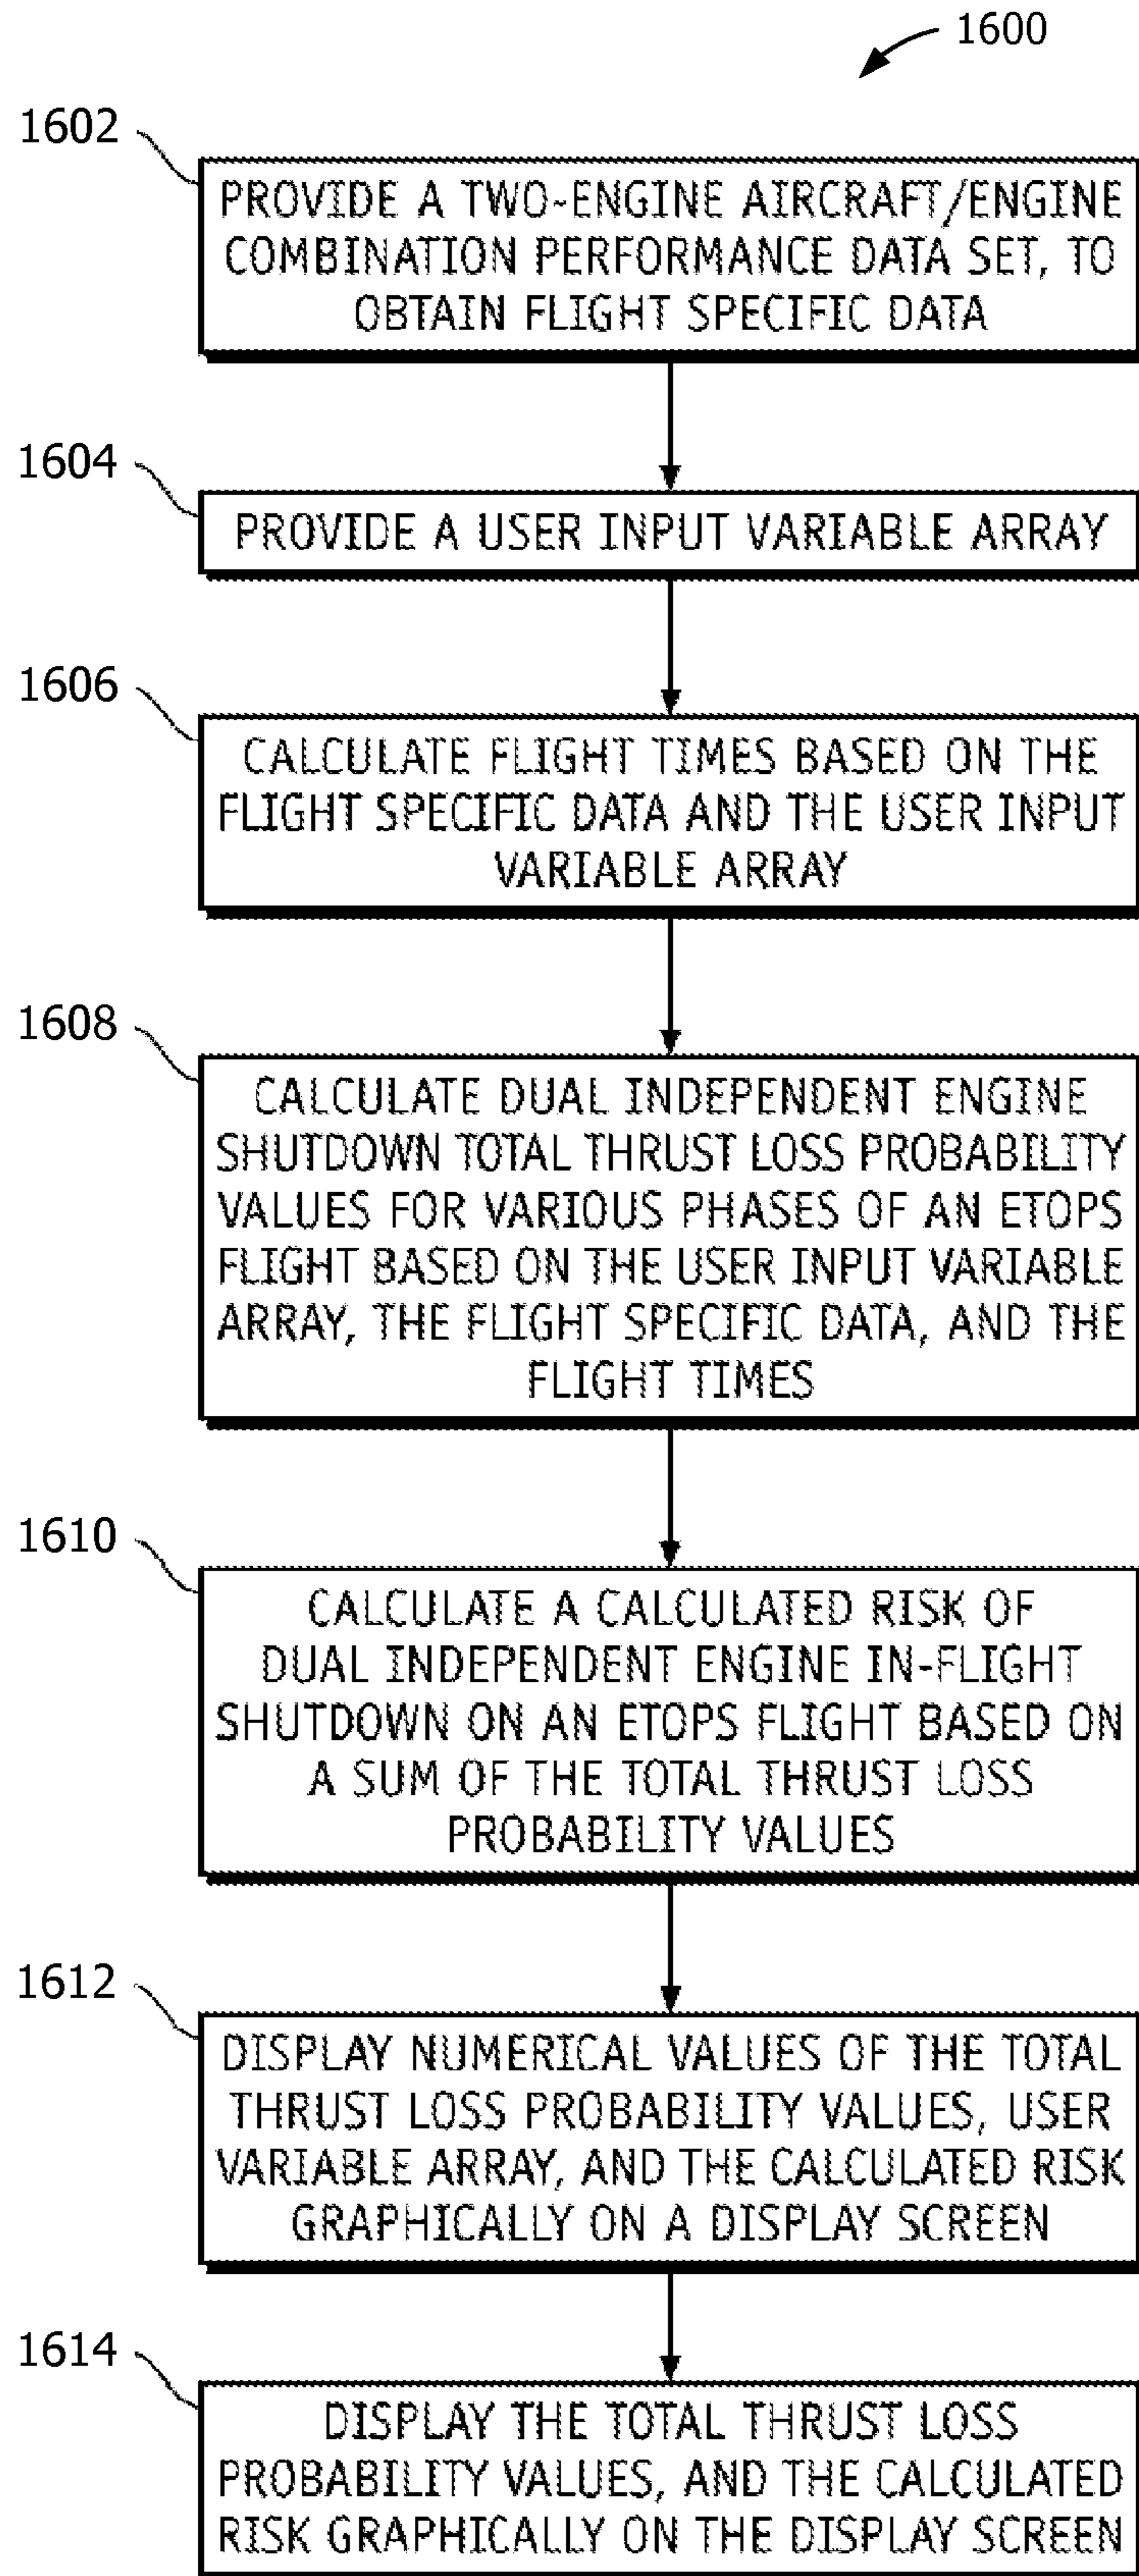 1600
1602
PROVIDE A TWO-ENGINE AIRCRAFT/ENGINE
COMBINATION PERFORMANCE DATA SET, TO
OBTAIN FLIGHT SPECIFIC DATA
1604
PROVIDE A USER INPUT VARIABLE ARRAY
1606
CALCULATE FLIGHT TIMES BASED ON THE
FLIGHT SPECIFIC DATA AND THE USER INPUT
VARIABLE ARRAY
1608
CALCULATE DUAL INDEPENDENT ENGINE
SHUTDOWN TOTAL THRUST LOSS PROBABILITY
VALUES FOR VARIOUS PHASES OF AN ETOPS
FLIGHT BASED ON THE USER INPUT VARIABLE
ARRAY, THE FLIGHT SPECIFIC DATA, AND THE
FLIGHT TIMES
1610
CALCULATE A CALCULATED RISK OF
DUAL INDEPENDENT ENGINE IN-FLIGHT
SHUTDOWN ON AN ETOPS FLIGHT BASED ON
A SUM OF THE TOTAL THRUST LOSS
PROBABILITY VALUES
1612
DISPLAY NUMERICAL VALUES OF THE TOTAL
THRUST LOSS PROBABILITY VALUES, USER
VARIABLE ARRAY, AND THE CALCULATED RISK
GRAPHICALLY ON A DISPLAY SCREEN
1614
DISPLAY THE TOTAL THRUST LOSS
PROBABILITY VALUES, AND THE CALCULATED
RISK GRAPHICALLY ON THE DISPLAY SCREEN